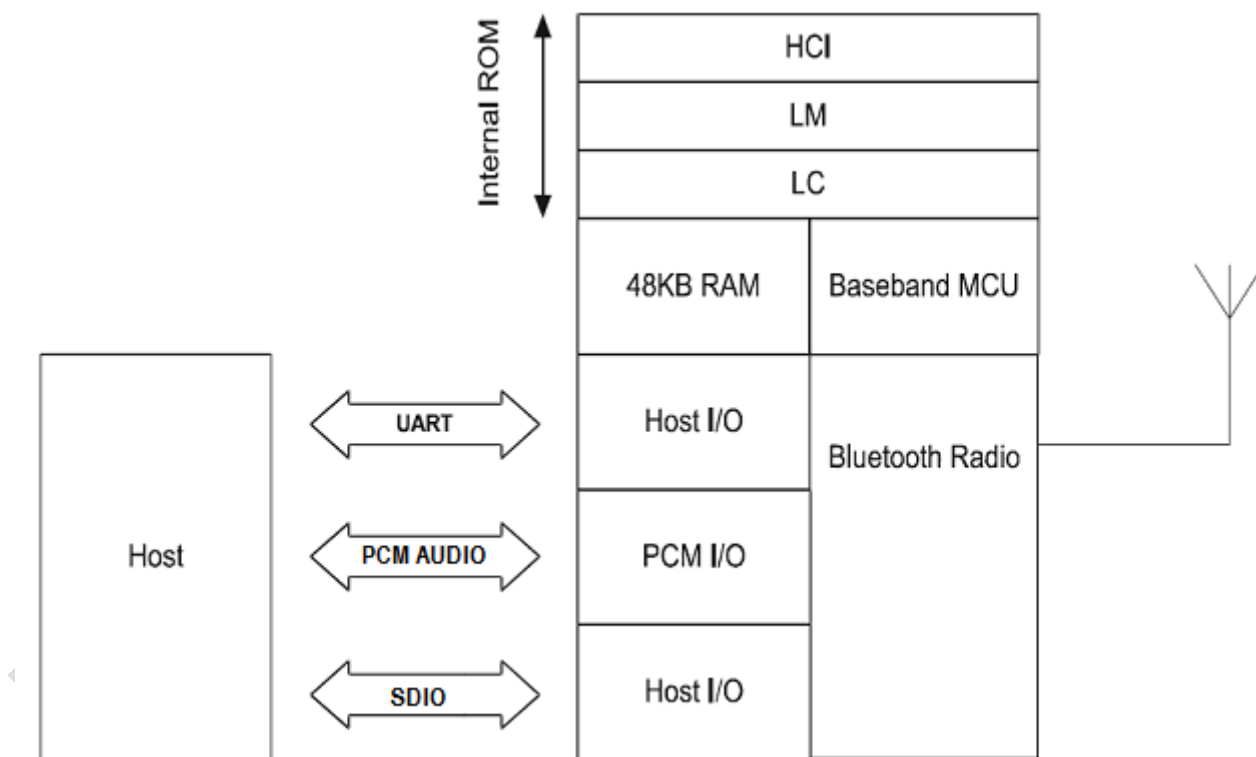 Internal ROM
HCI
LM
LC
48KB RAM
Baseband MCU
Host
UART
Host I/O
Bluetooth Radio
PCM AUDIO
PCM I/O
SDIO
Host I/O